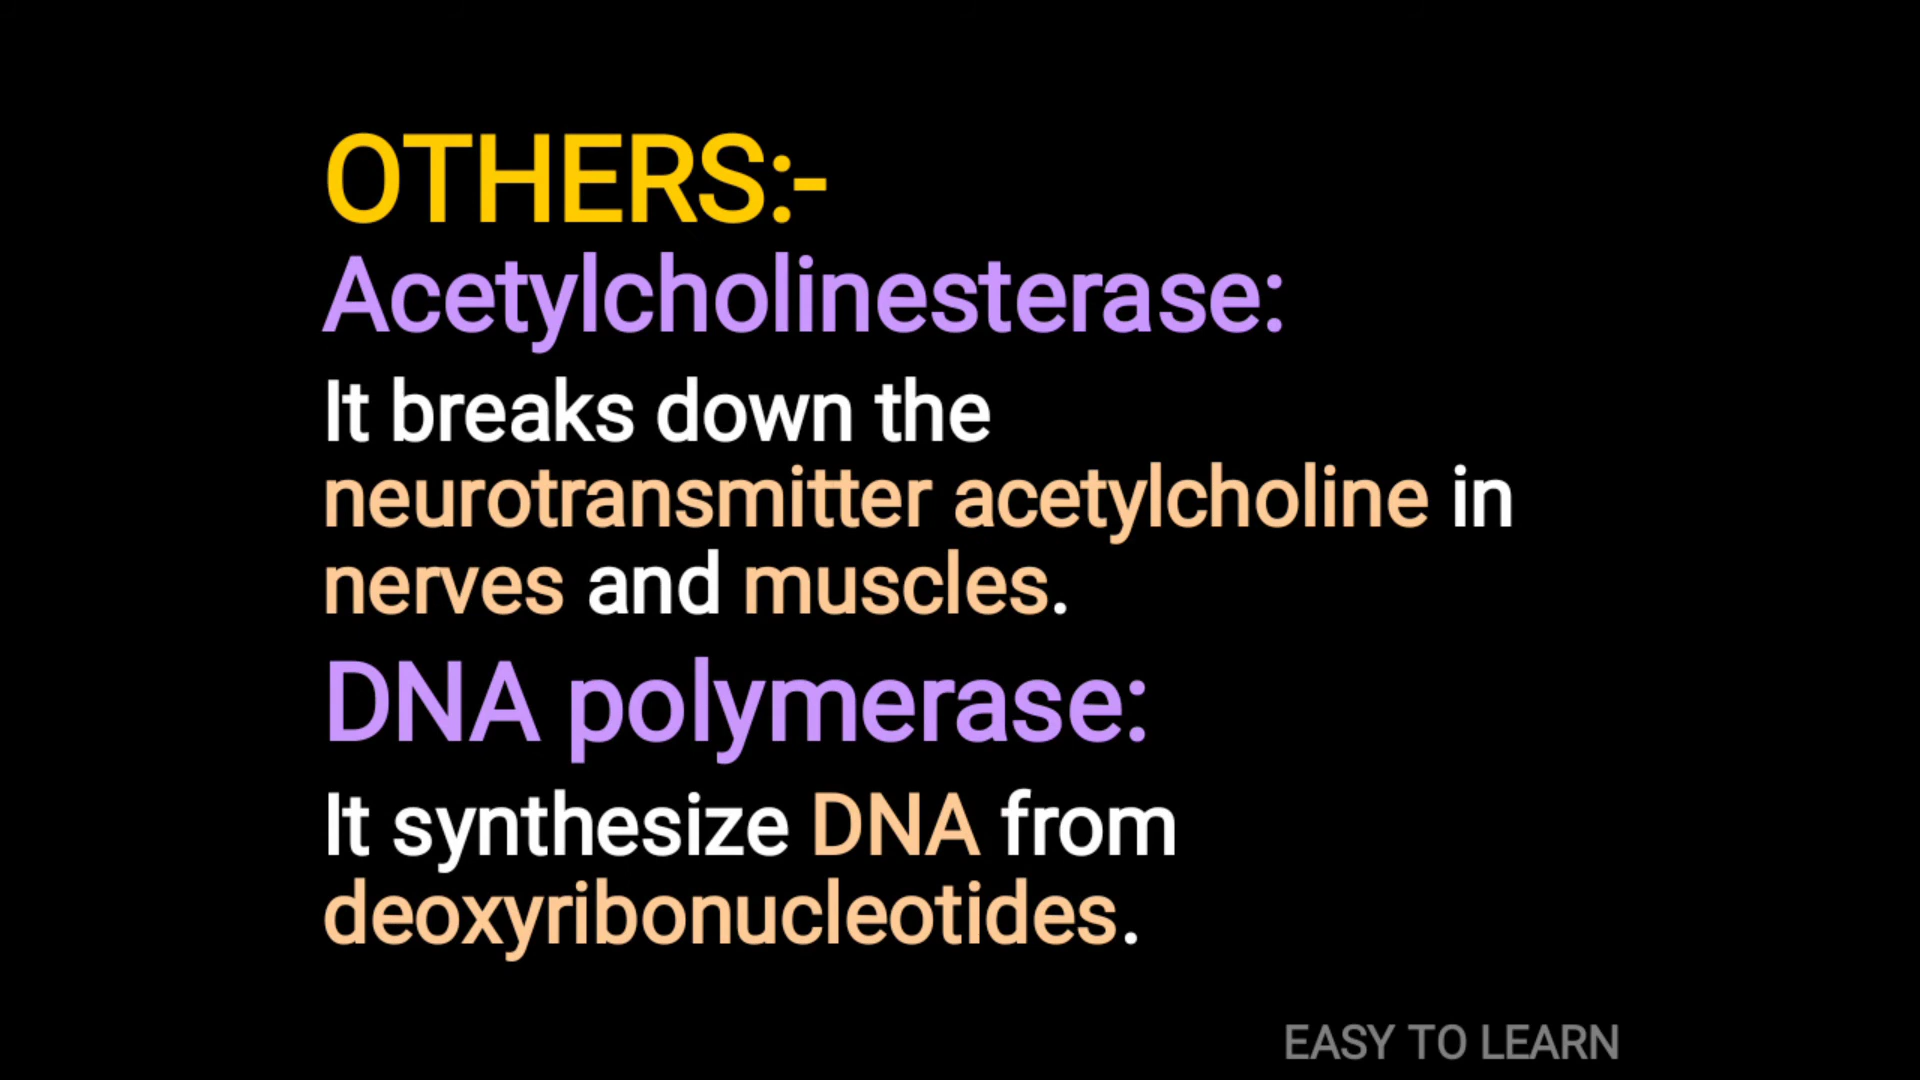 OTHERS:-
Acetylcholinesterase:
It breaks down the
neurotransmitter acetylcholine in
nerves and muscles.
DNA polymerase:
It synthesize DNA from
deoxyribonucleotides.
EASY TO LEARN